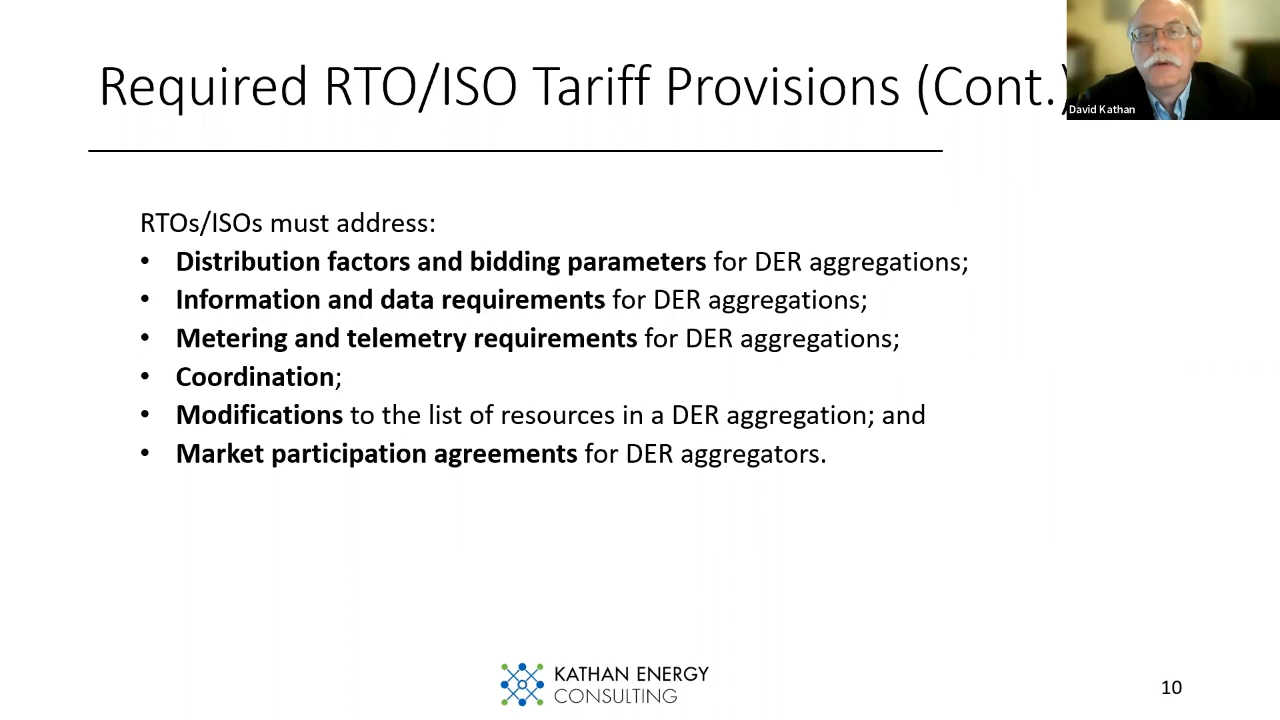 Required RTO/ISO Tariff Provisions (Cont.)
David Kathan
RTOs/ISOs must address:
• Distribution factors and bidding parameters for DER aggregations;
• Information and data requirements for DER aggregations;
• Metering and telemetry requirements for DER aggregations;
• Coordination;
• Modifications to the list of resources in a DER aggregation; and
• Market participation agreements for DER aggregators.
KATHAN ENERGY
CONSULTING
10